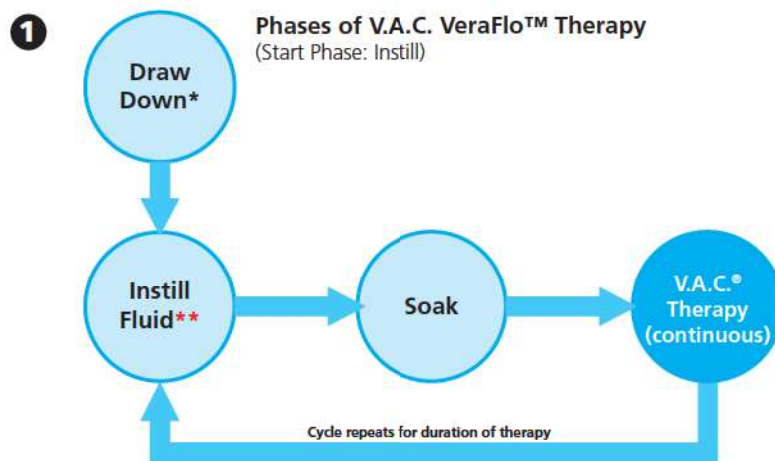 1
Phases of V.A.C. VeraFlo™ Therapy
(Start Phase: Instill)
Draw
Down*
Instill
Fluid**
Soak
V.A.C.®
Therapy
(continuous)
Cycle repeats for duration of therapy